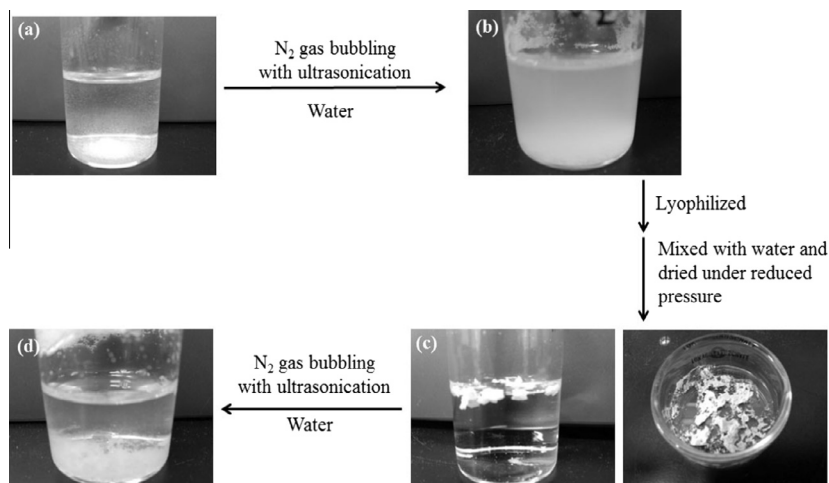 (a)
N2 gas bubbling
with ultrasonication
Water
(b)
Lyophilized
Mixed with water and
dried under reduced
pressure
(c)
N2 gas bubbling
with ultrasonication
Water
(d)